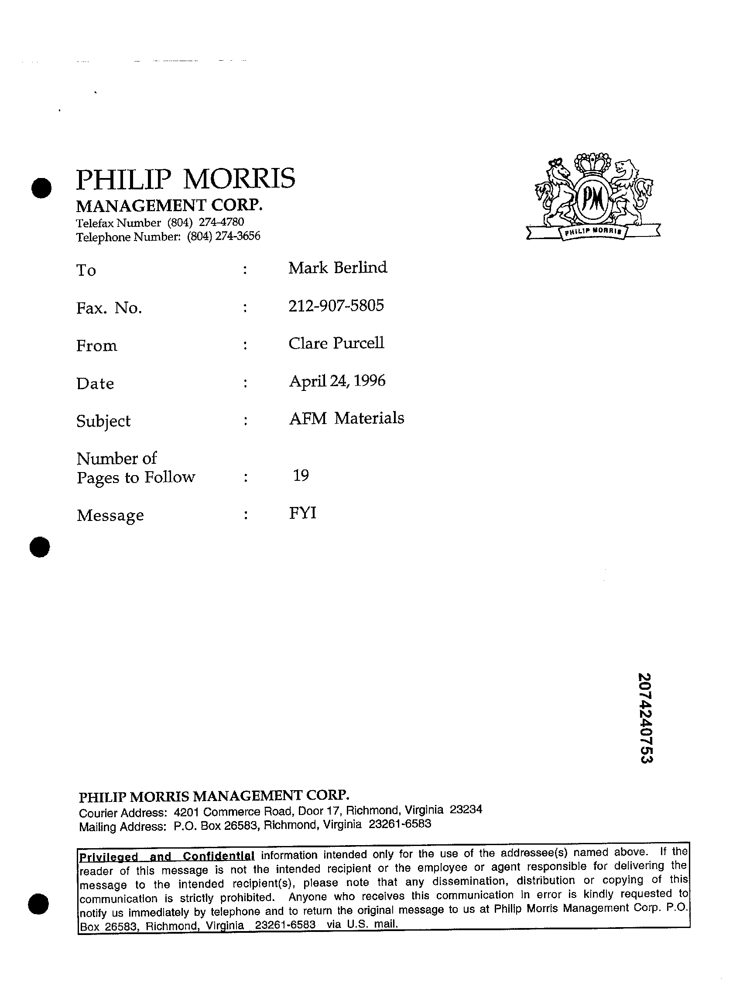 PHILIP MORRIS
MANAGEMENT CORP.
Telefax Number (804) 274-4780
Telephone Number: (804) 274-3656
PM
PHILIP MORRIS
To : Mark Berlind
Fax. No. : 212-907-5805
From : Clare Purcell
Date : April 24, 1996
Subject : AFM Materials
Number of
Pages to Follow : 19
Message : FYI
2074240753
PHILIP MORRIS MANAGEMENT CORP.
Courier Address: 4201 Commerce Road, Door 17, Richmond, Virginia 23234
Mailing Address: P.O. Box 26583, Richmond, Virginia 23261-6583
Privileged and Confidential information intended only for the use of the addressee(s) named above. If the
reader of this message is not the intended recipient or the employee or agent responsible for delivering the
message to the intended recipient(s), please note that any dissemination, distribution or copying of this
communication is strictly prohibited. Anyone who receives this communication in error is kindly requested to
notify us immediately by telephone and to return the original message to us at Philip Morris Management Corp. P.O.
Box 26583, Richmond, Virginia 23261-6583 via U.S. mail.